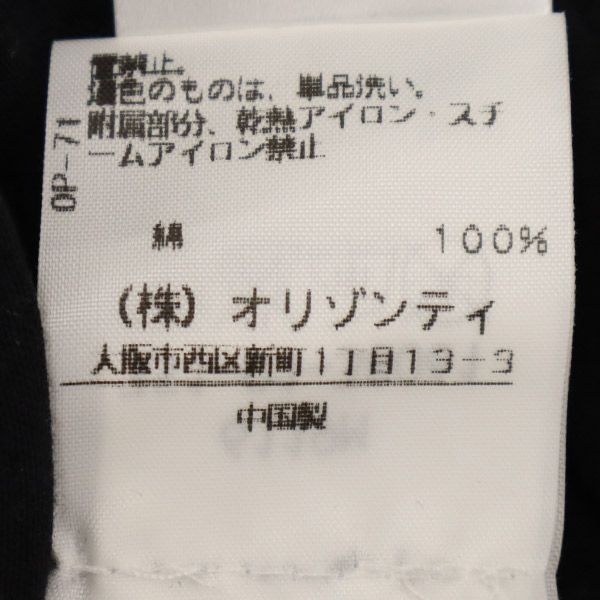 禁止。
濃色のものは、単品洗い。
附属部分、乾熱アイロン・スチ
ームアイロン禁止
OP-71
綿 100%
(株) オリゾンティ
大阪市西区新町1丁目13-3
中国製